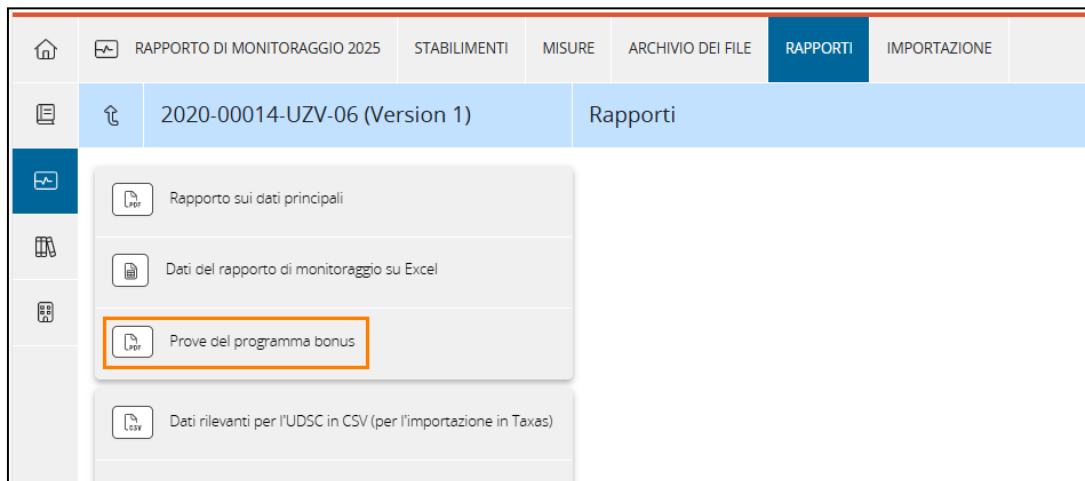 RAPPORTO DI MONITORAGGIO 2025 STABILIMENTI MISURE ARCHIVIO DEI FILE RAPPORTI IMPORTAZIONE
2020-00014-UZV-06 (Version 1) Rapporti
PDF Rapporto sui dati principali
Dati del rapporto di monitoraggio su Excel
PDF Prove del programma bonus
CSV Dati rilevanti per l'UDSC in CSV (per l'importazione in Taxas)